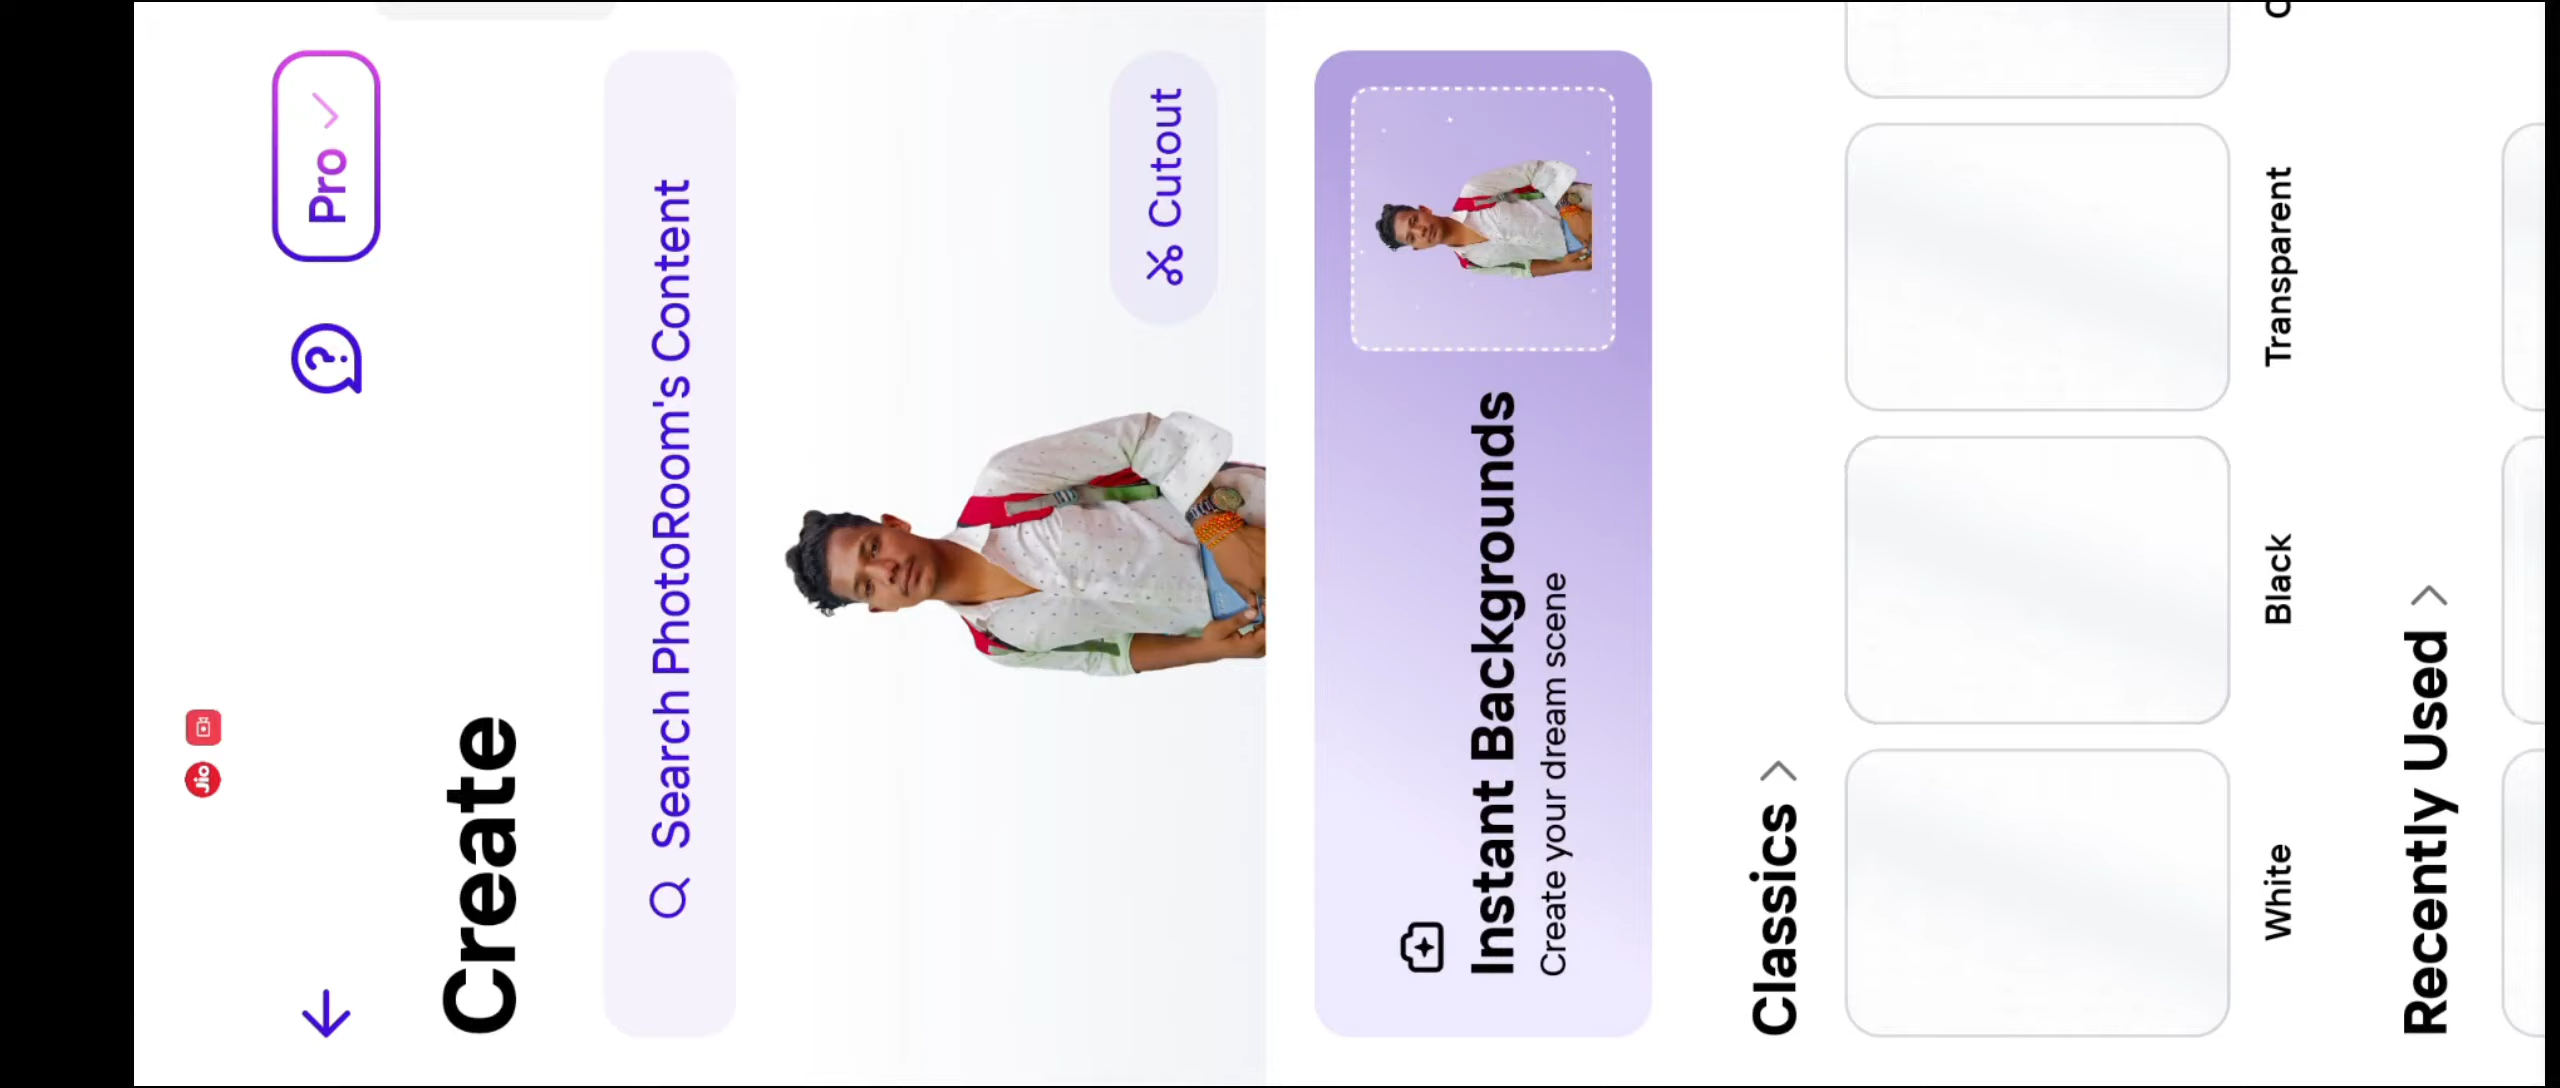 Jio
Pro
Create
Search PhotoRoom's Content
Cutout
Instant Backgrounds
Create your dream scene
Classics
White
Black
Transparent
Recently Used